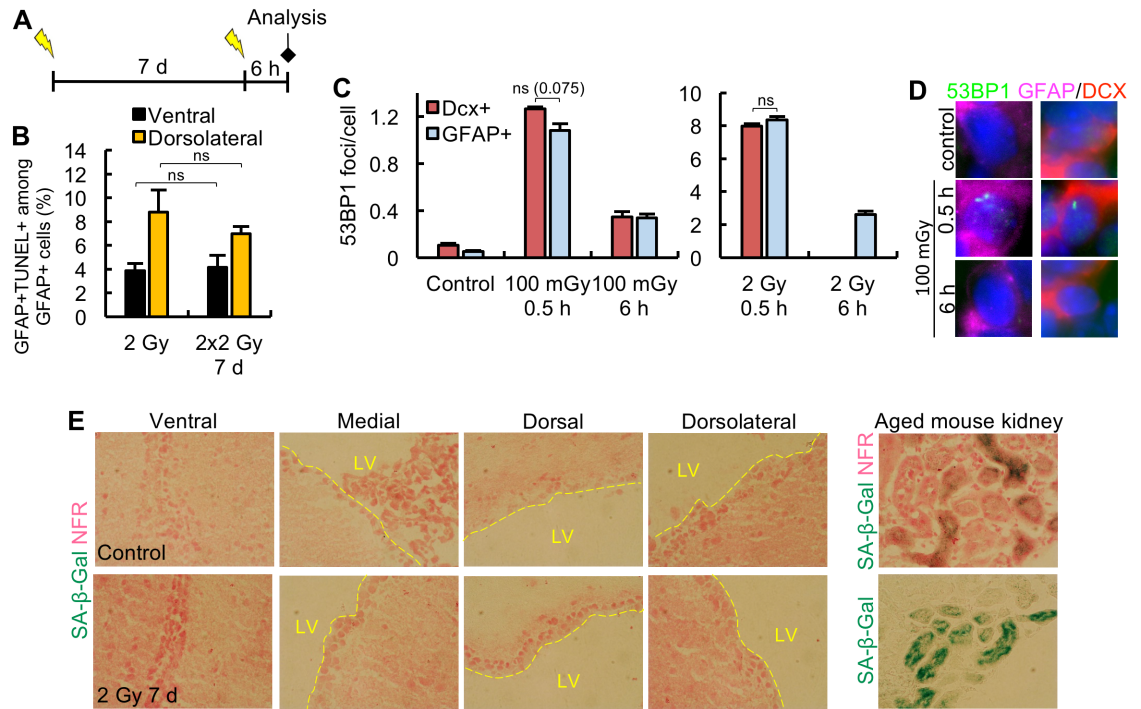 A
Analysis
7 d
6 h
B
Ventral
Dorsolateral
GFAP+TUNEL+ among
GFAP+ cells (%)
14
12
10
8
6
4
2
0
ns
ns
2 Gy
2x2 Gy
7 d
C
53BP1 foci/cell
1.2
0.8
0.4
0
Dcx+
GFAP+
ns (0.075)
Control
100 mGy
0.5 h
100 mGy
6 h
10
8
6
4
2
0
ns
2 Gy
0.5 h
2 Gy
6 h
D
53BP1 GFAP/DCX
control
0.5 h
6 h
100 mGy
E
Ventral
Medial
Dorsal
Dorsolateral
Aged mouse kidney
SA-β-Gal NFR
Control
LV
LV
LV
SA-β-Gal NFR
2 Gy 7 d
LV
LV
LV
SA-β-Gal